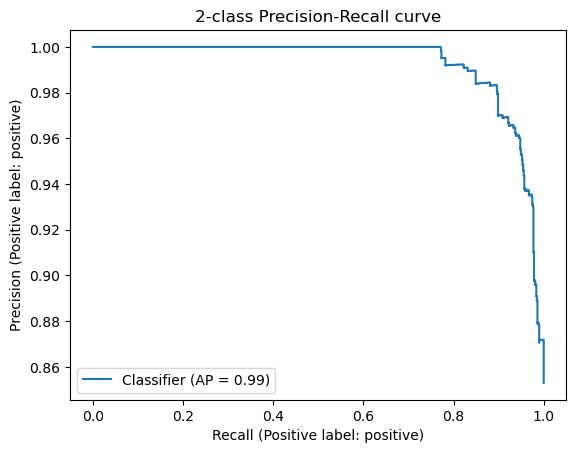 2-class Precision-Recall curve
Precision (Positive label: positive)
1.00
0.98
0.96
0.94
0.92
0.90
0.88
0.86
Classifier (AP = 0.99)
0.0 0.2 0.4 0.6 0.8 1.0
Recall (Positive label: positive)